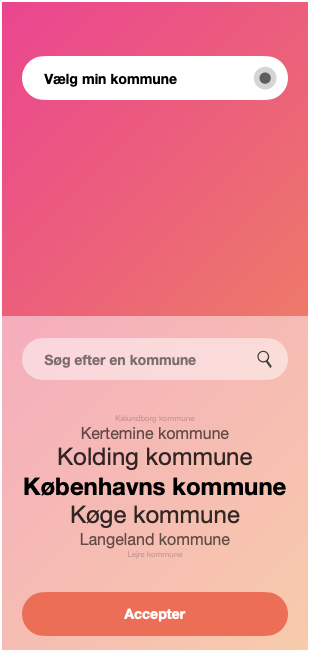 Vælg min kommune
Søg efter en kommune
Kalundborg kommune
Kertemine kommune
Kolding kommune
Københavns kommune
Køge kommune
Langeland kommune
Lejre kommune
Accepter